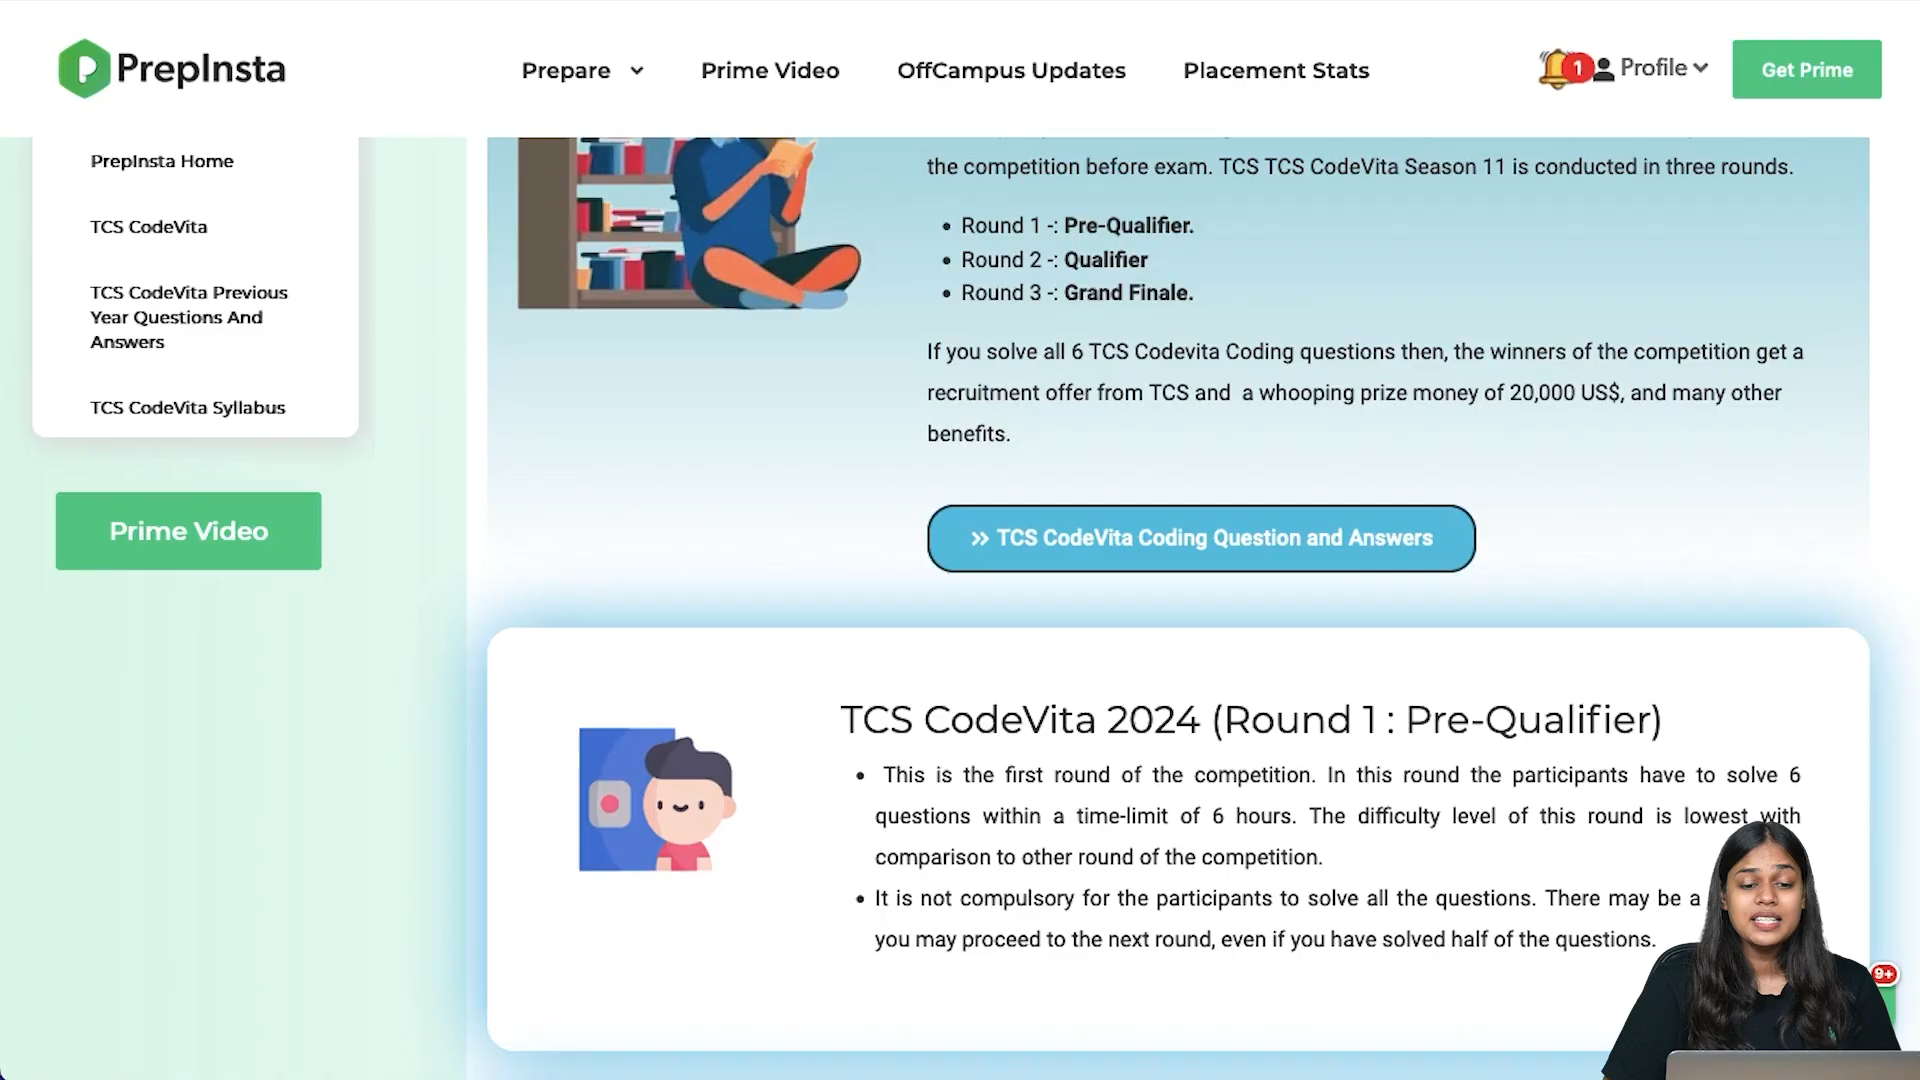 PrepInsta
Prepare
Prime Video
OffCampus Updates
Placement Stats
1
Profile
Get Prime
PrepInsta Home
TCS CodeVita
TCS CodeVita Previous
Year Questions And
Answers
TCS CodeVita Syllabus
Prime Video
the competition before exam. TCS TCS CodeVita Season 11 is conducted in three rounds.
• Round 1 -: Pre-Qualifier.
• Round 2 -: Qualifier
• Round 3 -: Grand Finale.
If you solve all 6 TCS Codevita Coding questions then, the winners of the competition get a
recruitment offer from TCS and a whooping prize money of 20,000 US$, and many other
benefits.
» TCS CodeVita Coding Question and Answers
TCS CodeVita 2024 (Round 1 : Pre-Qualifier)
• This is the first round of the competition. In this round the participants have to solve 6
questions within a time-limit of 6 hours. The difficulty level of this round is lowest with
comparison to other round of the competition.
• It is not compulsory for the participants to solve all the questions. There may be a
you may proceed to the next round, even if you have solved half of the questions.
9+